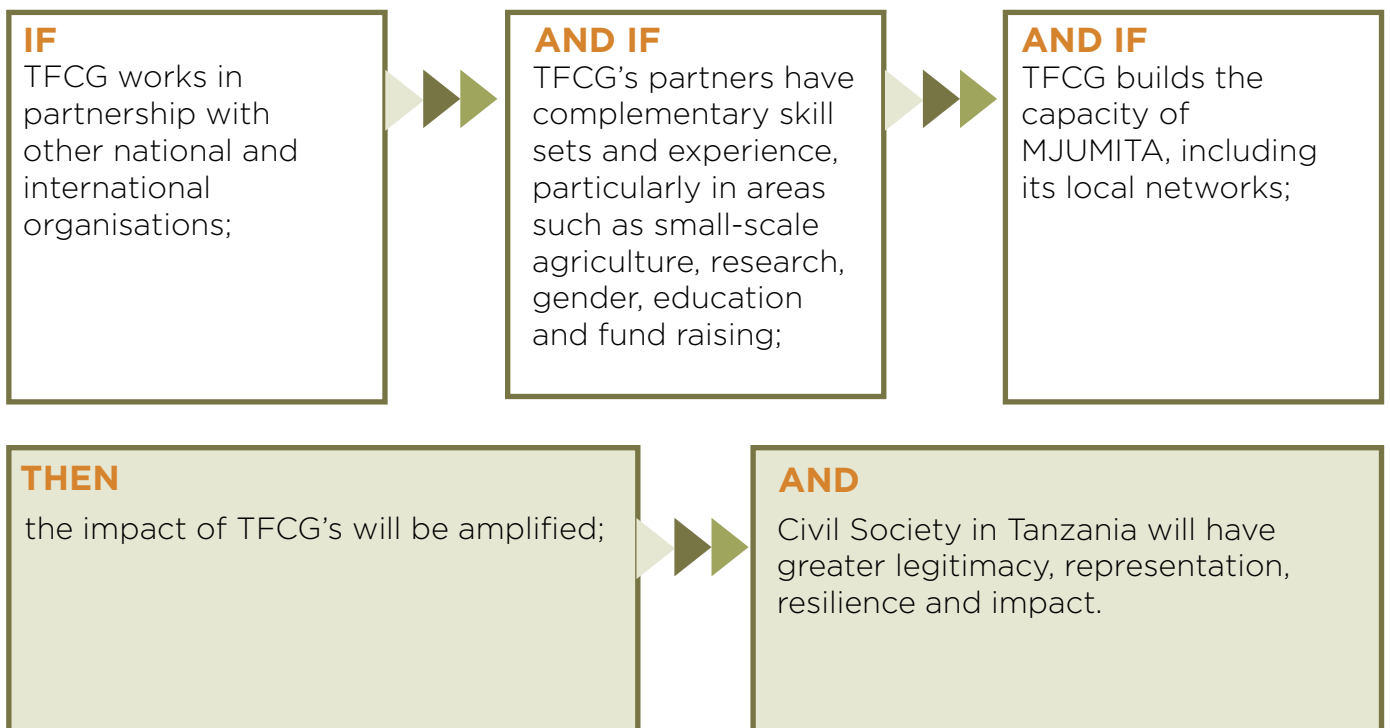 IF
TFCG works in
partnership with
other national and
international
organisations;
AND IF
TFCG’s partners have
complementary skill
sets and experience,
particularly in areas
such as small-scale
agriculture, research,
gender, education
and fund raising;
AND IF
TFCG builds the
capacity of
MJUMITA, including
its local networks;
THEN
the impact of TFCG’s will be amplified;
AND
Civil Society in Tanzania will have
greater legitimacy, representation,
resilience and impact.